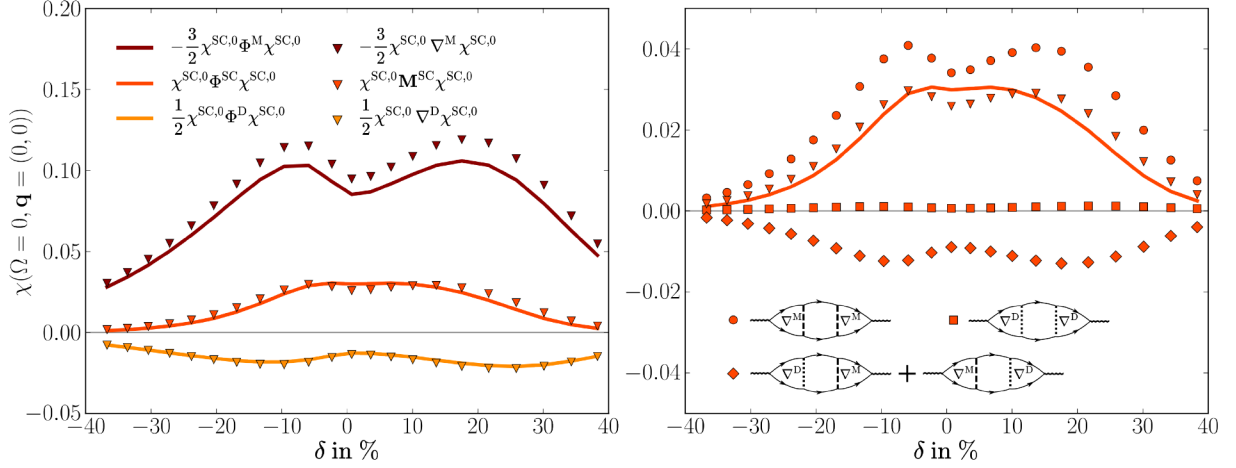 χ(Ω = 0, q = (0, 0))
0.20
0.15
0.10
0.05
0.00
−0.05
−3/2 χ^SC,0 Φ^M χ^SC,0
χ^SC,0 Φ^SC χ^SC,0
1/2 χ^SC,0 Φ^D χ^SC,0
−3/2 χ^SC,0 ∇^M χ^SC,0
χ^SC,0 M^SC χ^SC,0
1/2 χ^SC,0 ∇^D χ^SC,0
−40 −30 −20 −10 0 10 20 30 40
δ in %
0.04
0.02
0.00
−0.02
−0.04
∇^M ∇^M
∇^D ∇^D
∇^D ∇^M + ∇^M ∇^D
−40 −30 −20 −10 0 10 20 30 40
δ in %